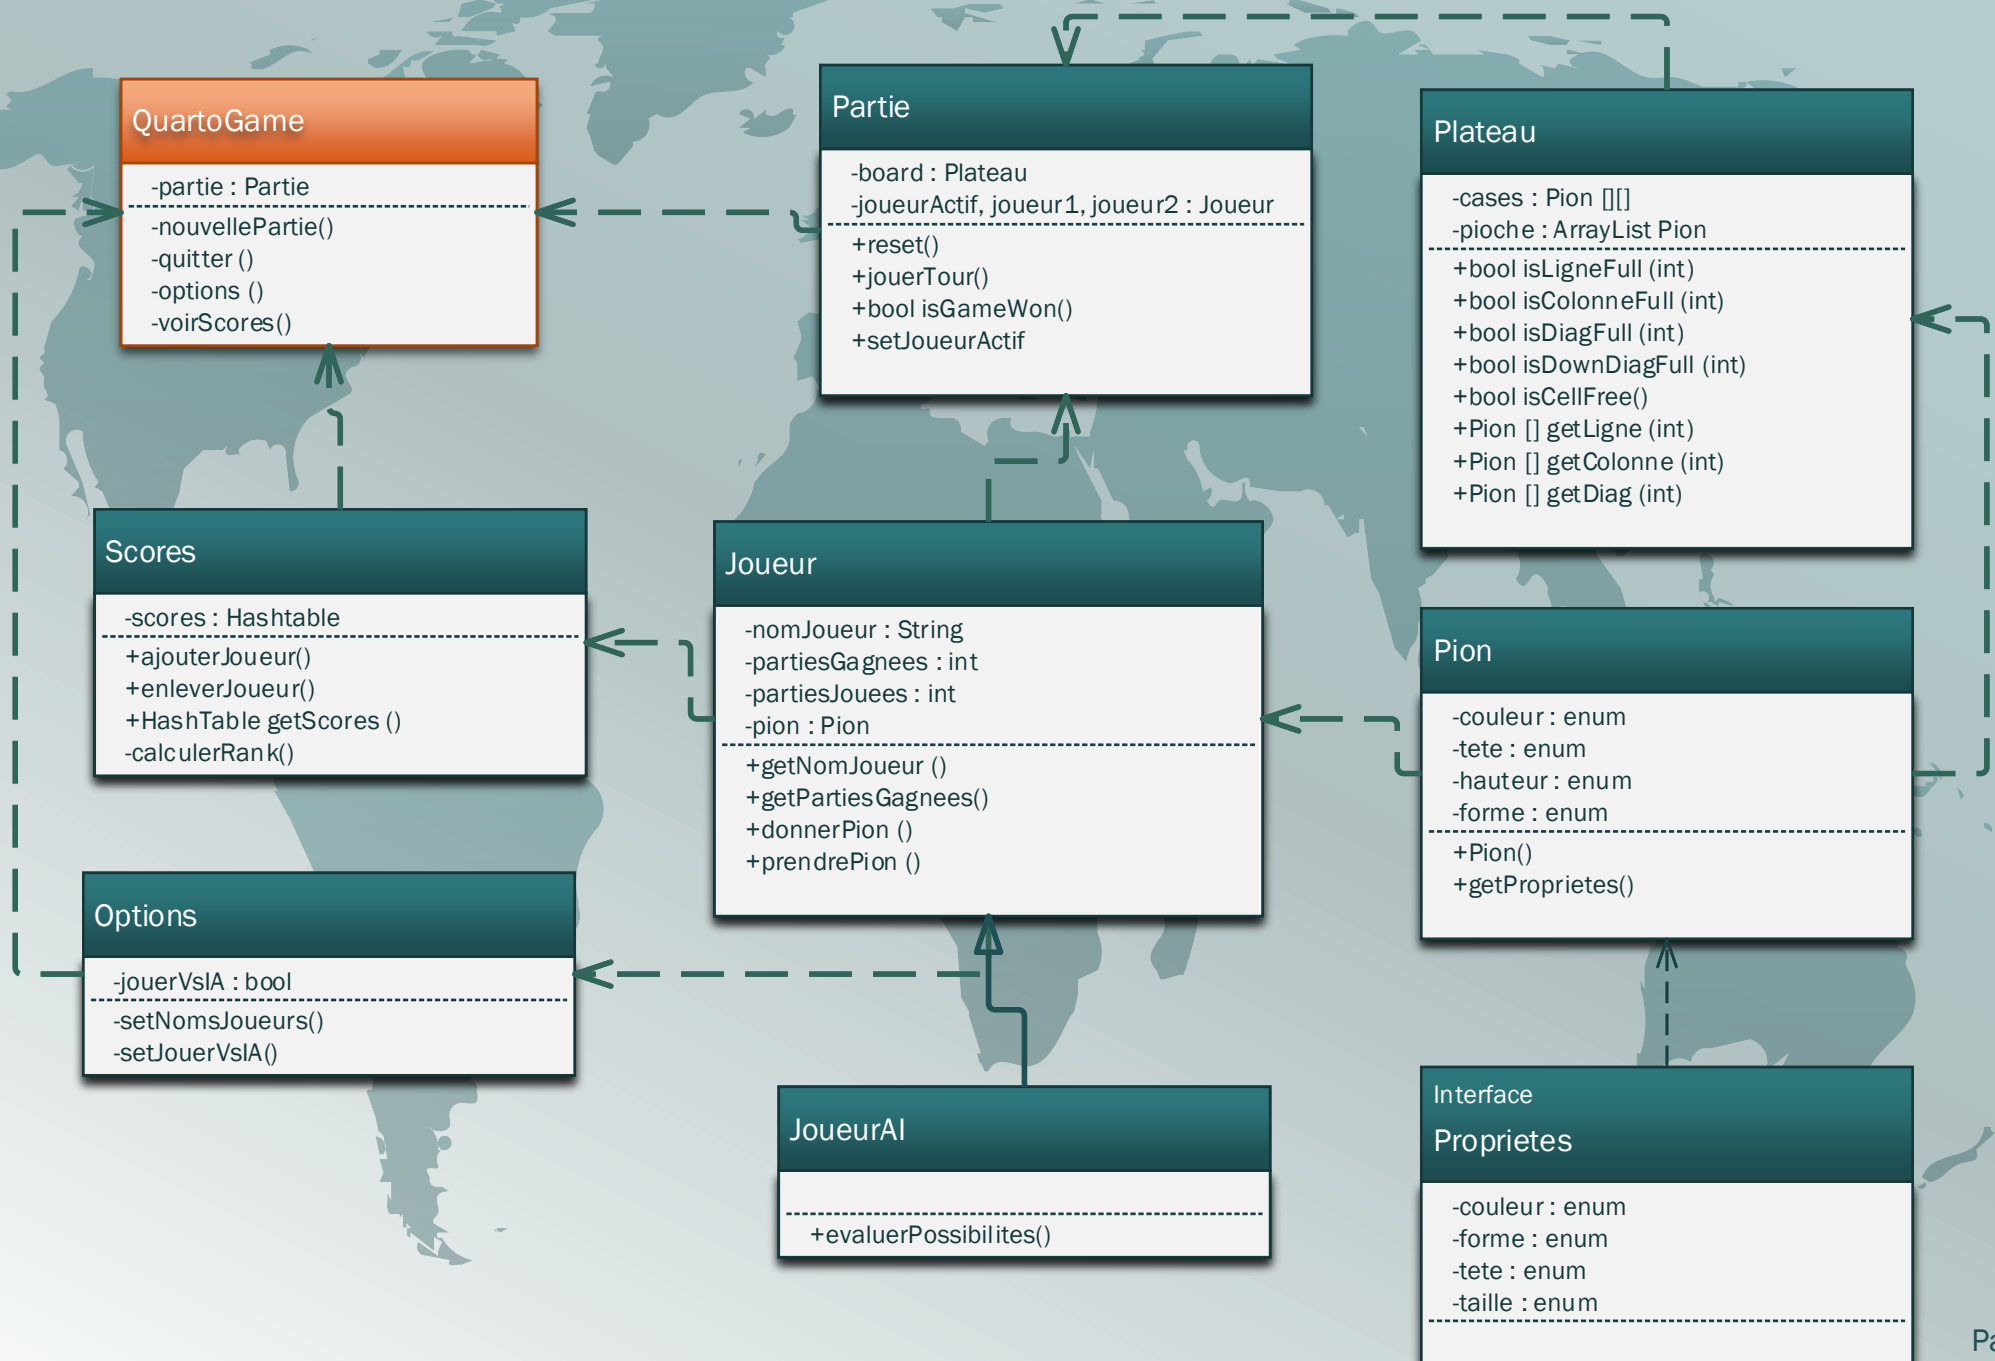 QuartoGame
-partie : Partie
-nouvellePartie()
-quitter ()
-options ()
-voirScores()
Partie
-board : Plateau
-joueurActif, joueur1, joueur2 : Joueur
+reset()
+jouerTour()
+bool isGameWon()
+setJoueurActif
Plateau
-cases : Pion [][]
-pioche : ArrayList Pion
+bool isLigneFull (int)
+bool isColonneFull (int)
+bool isDiagFull (int)
+bool isDownDiagFull (int)
+bool isCellFree()
+Pion [] getLigne (int)
+Pion [] getColonne (int)
+Pion [] getDiag (int)
Scores
-scores : Hashtable
+ajouterJoueur()
+enleverJoueur()
+HashTable getScores ()
-calculerRank()
Joueur
-nomJoueur : String
-partiesGagnees : int
-partiesJouees : int
-pion : Pion
+getNomJoueur ()
+getPartiesGagnees()
+donnerPion ()
+prendrePion ()
Pion
-couleur : enum
-tete : enum
-hauteur : enum
-forme : enum
+Pion()
+getProprietes()
Options
-jouerVsIA : bool
-setNomsJoueurs()
-setJouerVsIA()
JoueurAI
+evaluerPossibilites()
Interface
Proprietes
-couleur : enum
-forme : enum
-tete : enum
-taille : enum